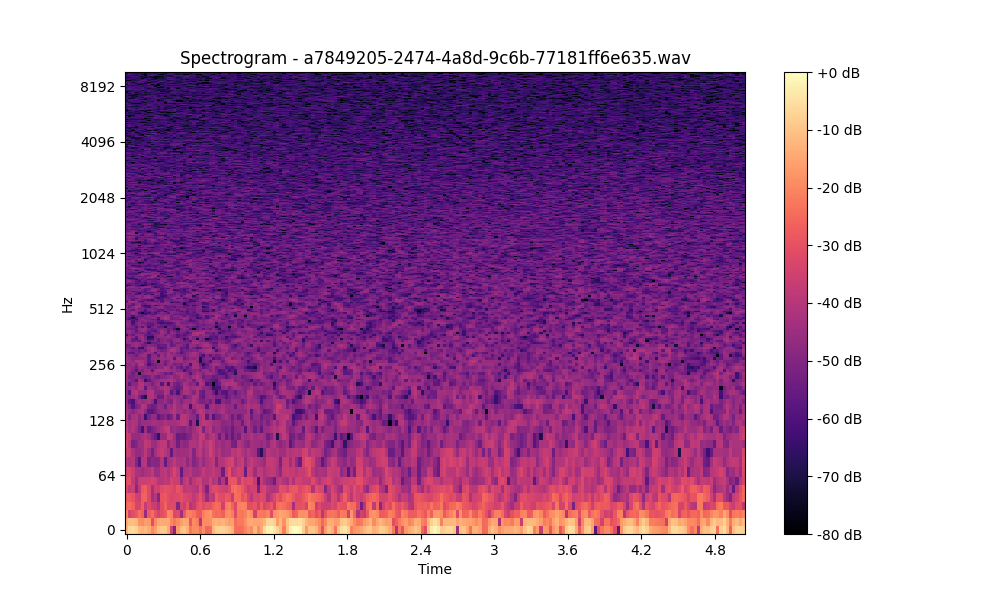 Spectrogram - a7849205-2474-4a8d-9c6b-77181ff6e635.wav
8192
4096
2048
1024
512
256
128
64
0
Hz
0 0.6 1.2 1.8 2.4 3 3.6 4.2 4.8
Time
+0 dB
-10 dB
-20 dB
-30 dB
-40 dB
-50 dB
-60 dB
-70 dB
-80 dB